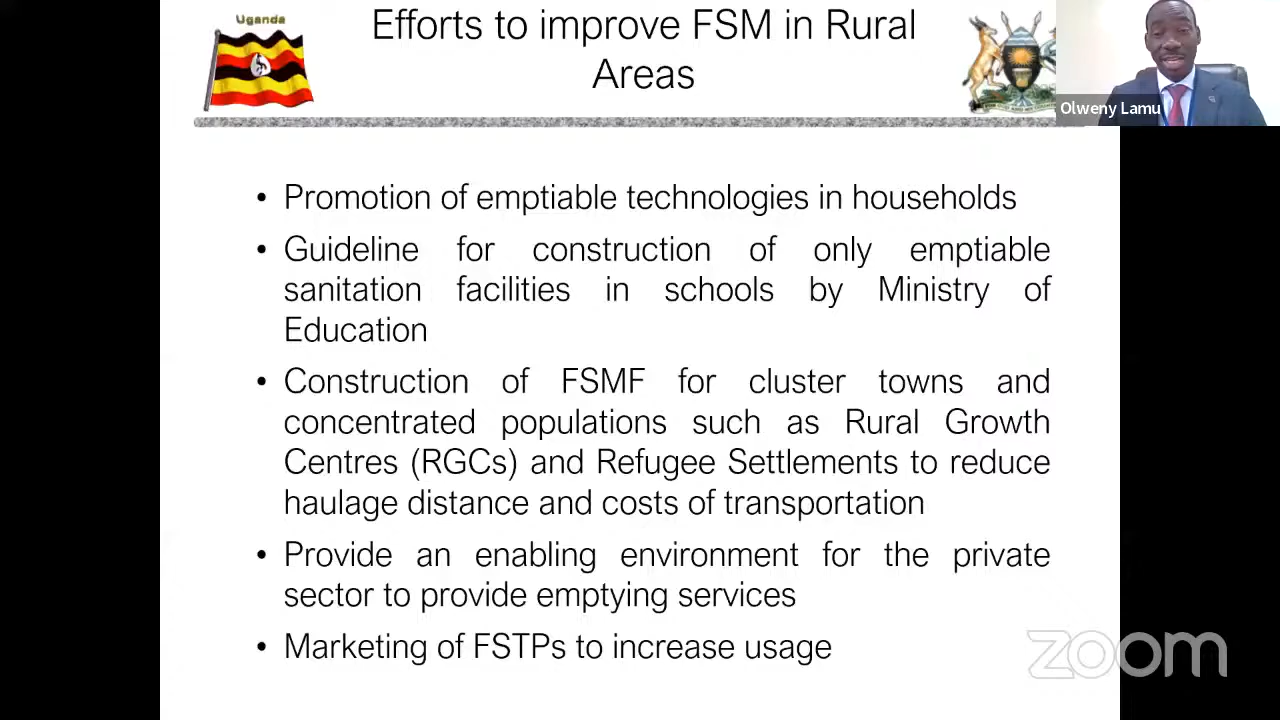 Uganda
Efforts to improve FSM in Rural
Areas
Olweny Lamu
• Promotion of emptiable technologies in households
• Guideline for construction of only emptiable
sanitation facilities in schools by Ministry of
Education
• Construction of FSMF for cluster towns and
concentrated populations such as Rural Growth
Centres (RGCs) and Refugee Settlements to reduce
haulage distance and costs of transportation
• Provide an enabling environment for the private
sector to provide emptying services
• Marketing of FSTPs to increase usage
zoom